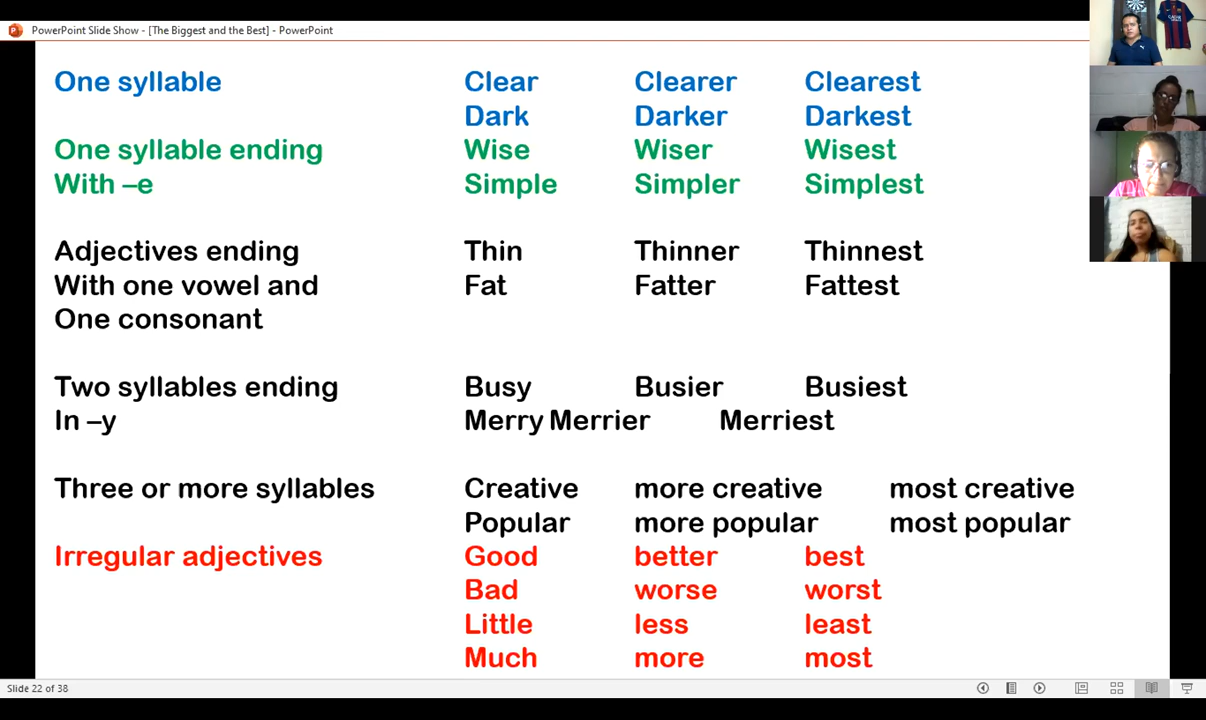 PowerPoint Slide Show - [The Biggest and the Best] - PowerPoint
One syllable Clear Clearer Clearest
Dark Darker Darkest
One syllable ending Wise Wiser Wisest
With –e Simple Simpler Simplest
Adjectives ending Thin Thinner Thinnest
With one vowel and Fat Fatter Fattest
One consonant
Two syllables ending Busy Busier Busiest
In –y Merry Merrier Merriest
Three or more syllables Creative more creative most creative
Popular more popular most popular
Irregular adjectives Good better best
Bad worse worst
Little less least
Much more most
Slide 22 of 38